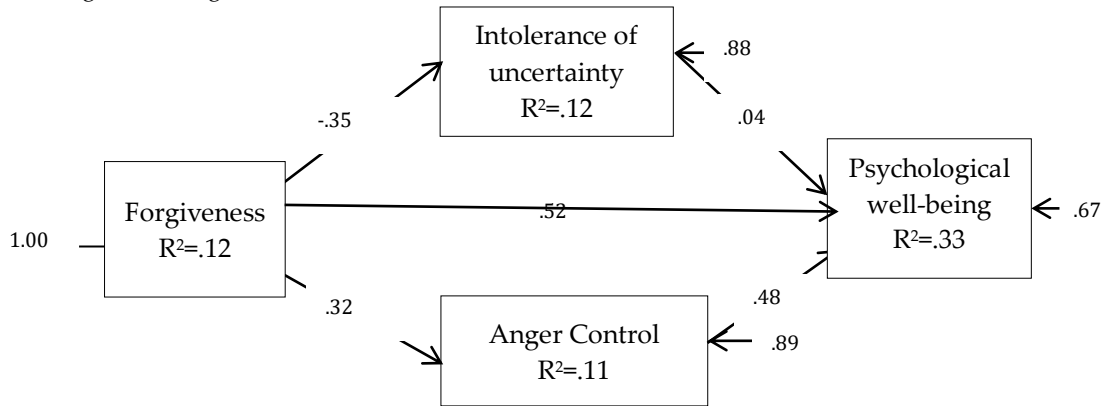 Intolerance of
uncertainty
R²=.12
.88
-.35
.04
Psychological
well-being
R²=.33
Forgiveness
R²=.12
.52
.67
1.00
.32
.48
Anger Control
R²=.11
.89